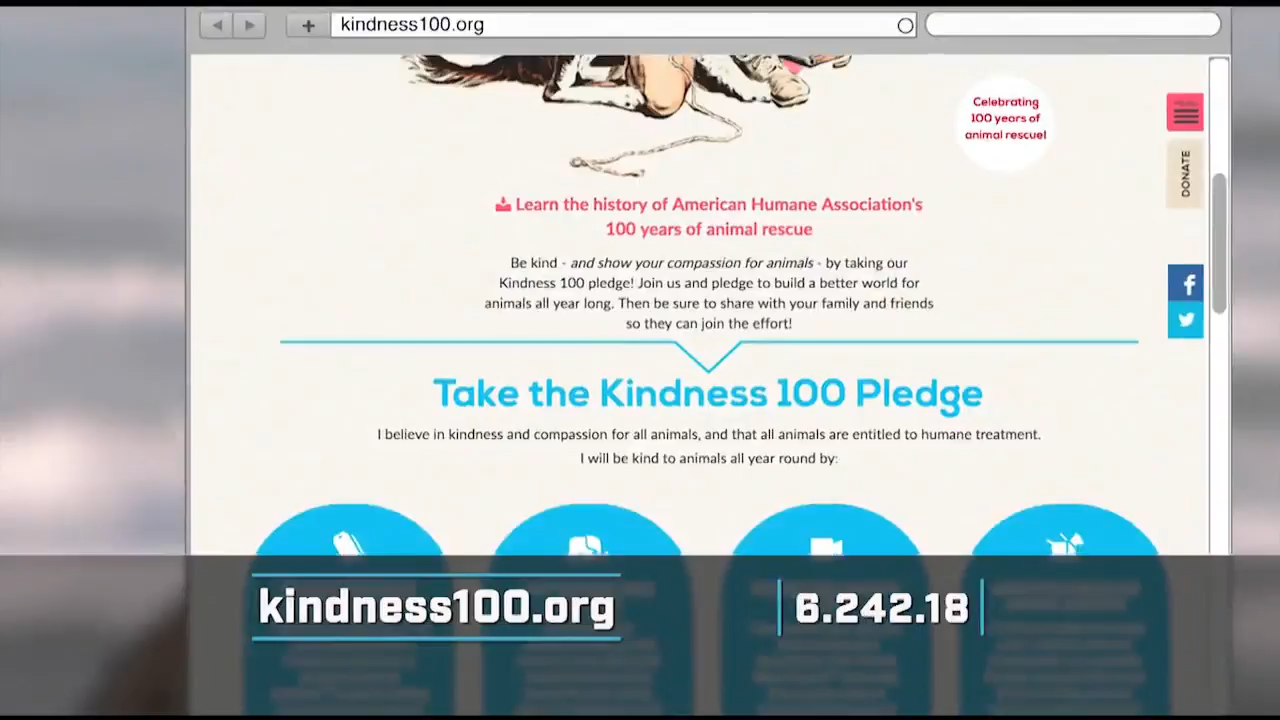 kindness100.org
Celebrating
100 years of
animal rescue!
MENU
DONATE
Learn the history of American Humane Association's
100 years of animal rescue
Be kind - and show your compassion for animals - by taking our
Kindness 100 pledge! Join us and pledge to build a better world for
animals all year long. Then be sure to share with your family and friends
so they can join the effort!
Take the Kindness 100 Pledge
I believe in kindness and compassion for all animals, and that all animals are entitled to humane treatment.
I will be kind to animals all year round by:
kindness100.org
6.242.18